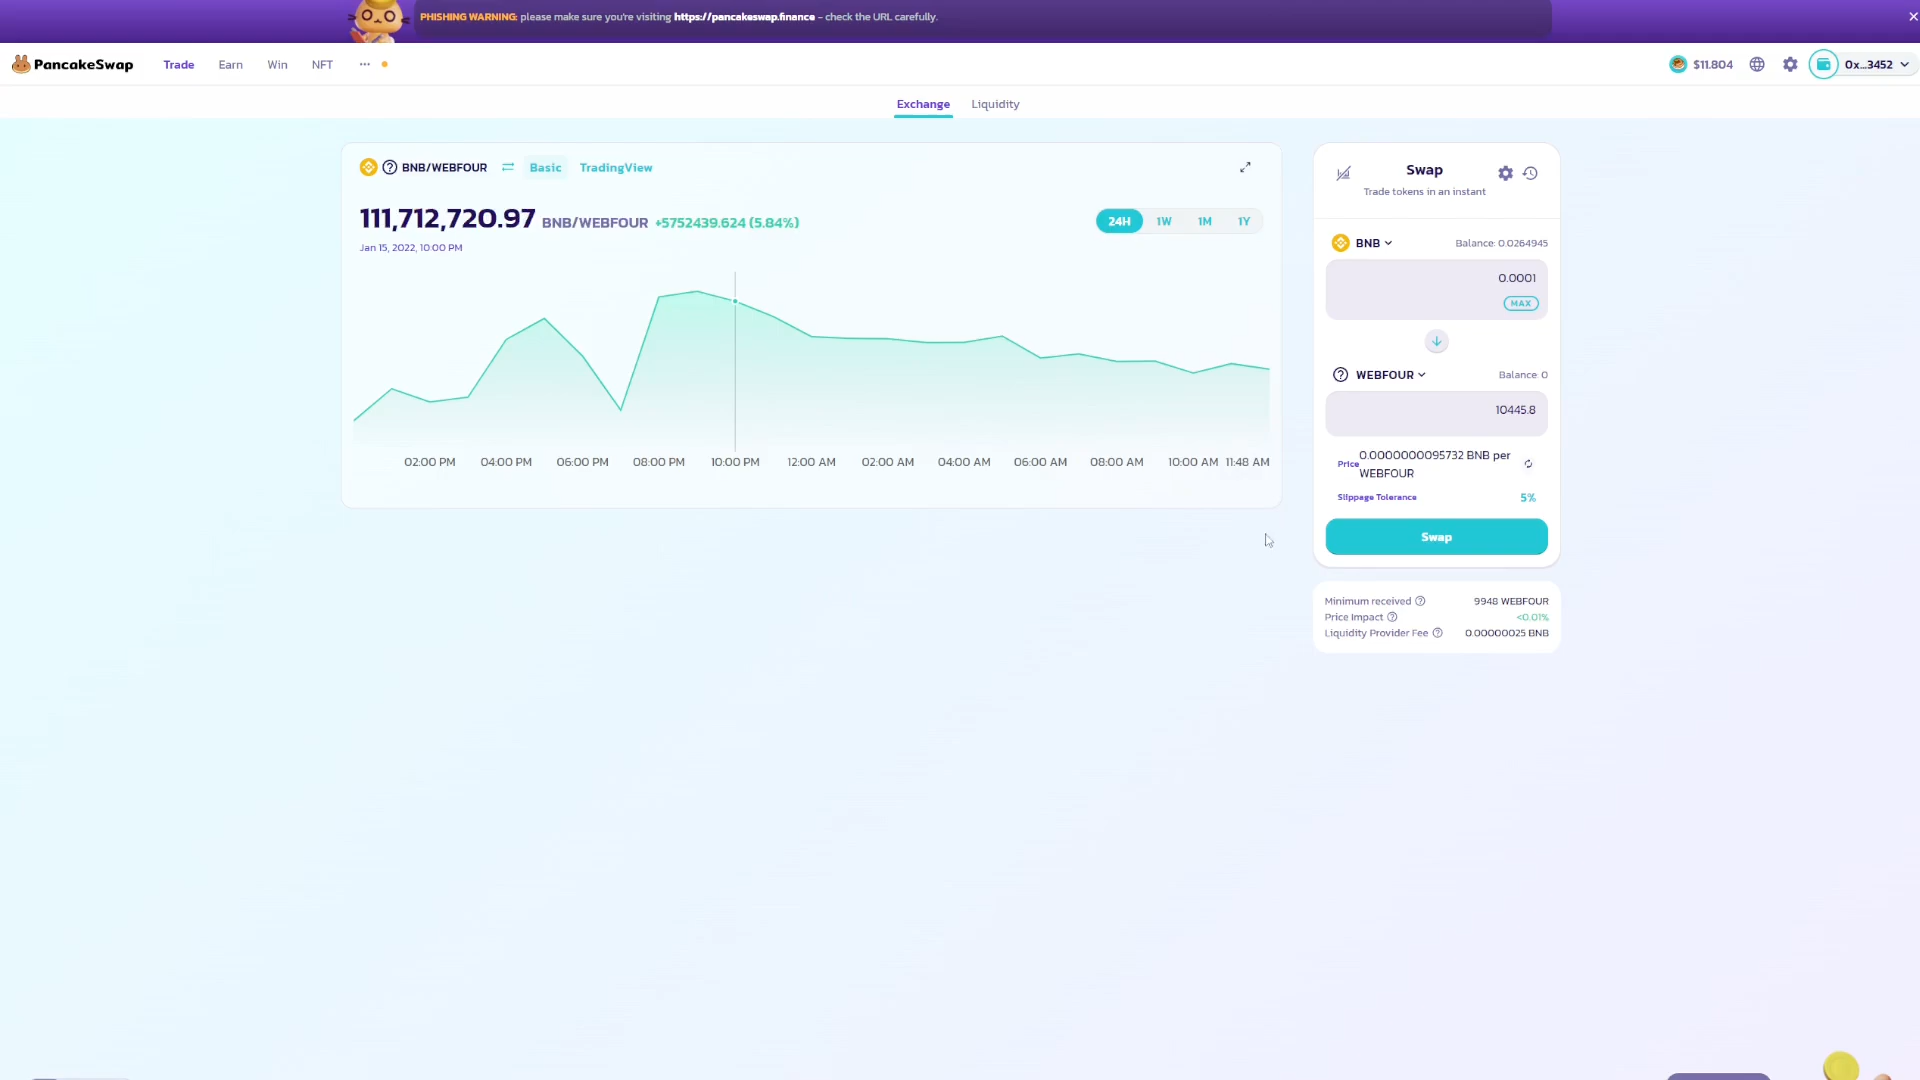 PHISHING WARNING: please make sure you're visiting https://pancakeswap.finance - check the URL carefully.
PancakeSwap Trade Earn Win NFT ... $11.804 0x...3452
Exchange Liquidity
BNB/WEBFOUR Basic TradingView
111,712,720.97 BNB/WEBFOUR +5752439.624 (5.84%)
24H 1W 1M 1Y
Jan 15, 2022, 10:00 PM
02:00 PM 04:00 PM 06:00 PM 08:00 PM 10:00 PM 12:00 AM 02:00 AM 04:00 AM 06:00 AM 08:00 AM 10:00 AM 11:48 AM
Swap
Trade tokens in an instant
BNB Balance: 0.0264945
0.0001
MAX
WEBFOUR Balance: 0
10445.8
Price 0.0000000095732 BNB per
WEBFOUR
Slippage Tolerance 5%
Swap
Minimum received 9948 WEBFOUR
Price Impact <0.01%
Liquidity Provider Fee 0.00000025 BNB